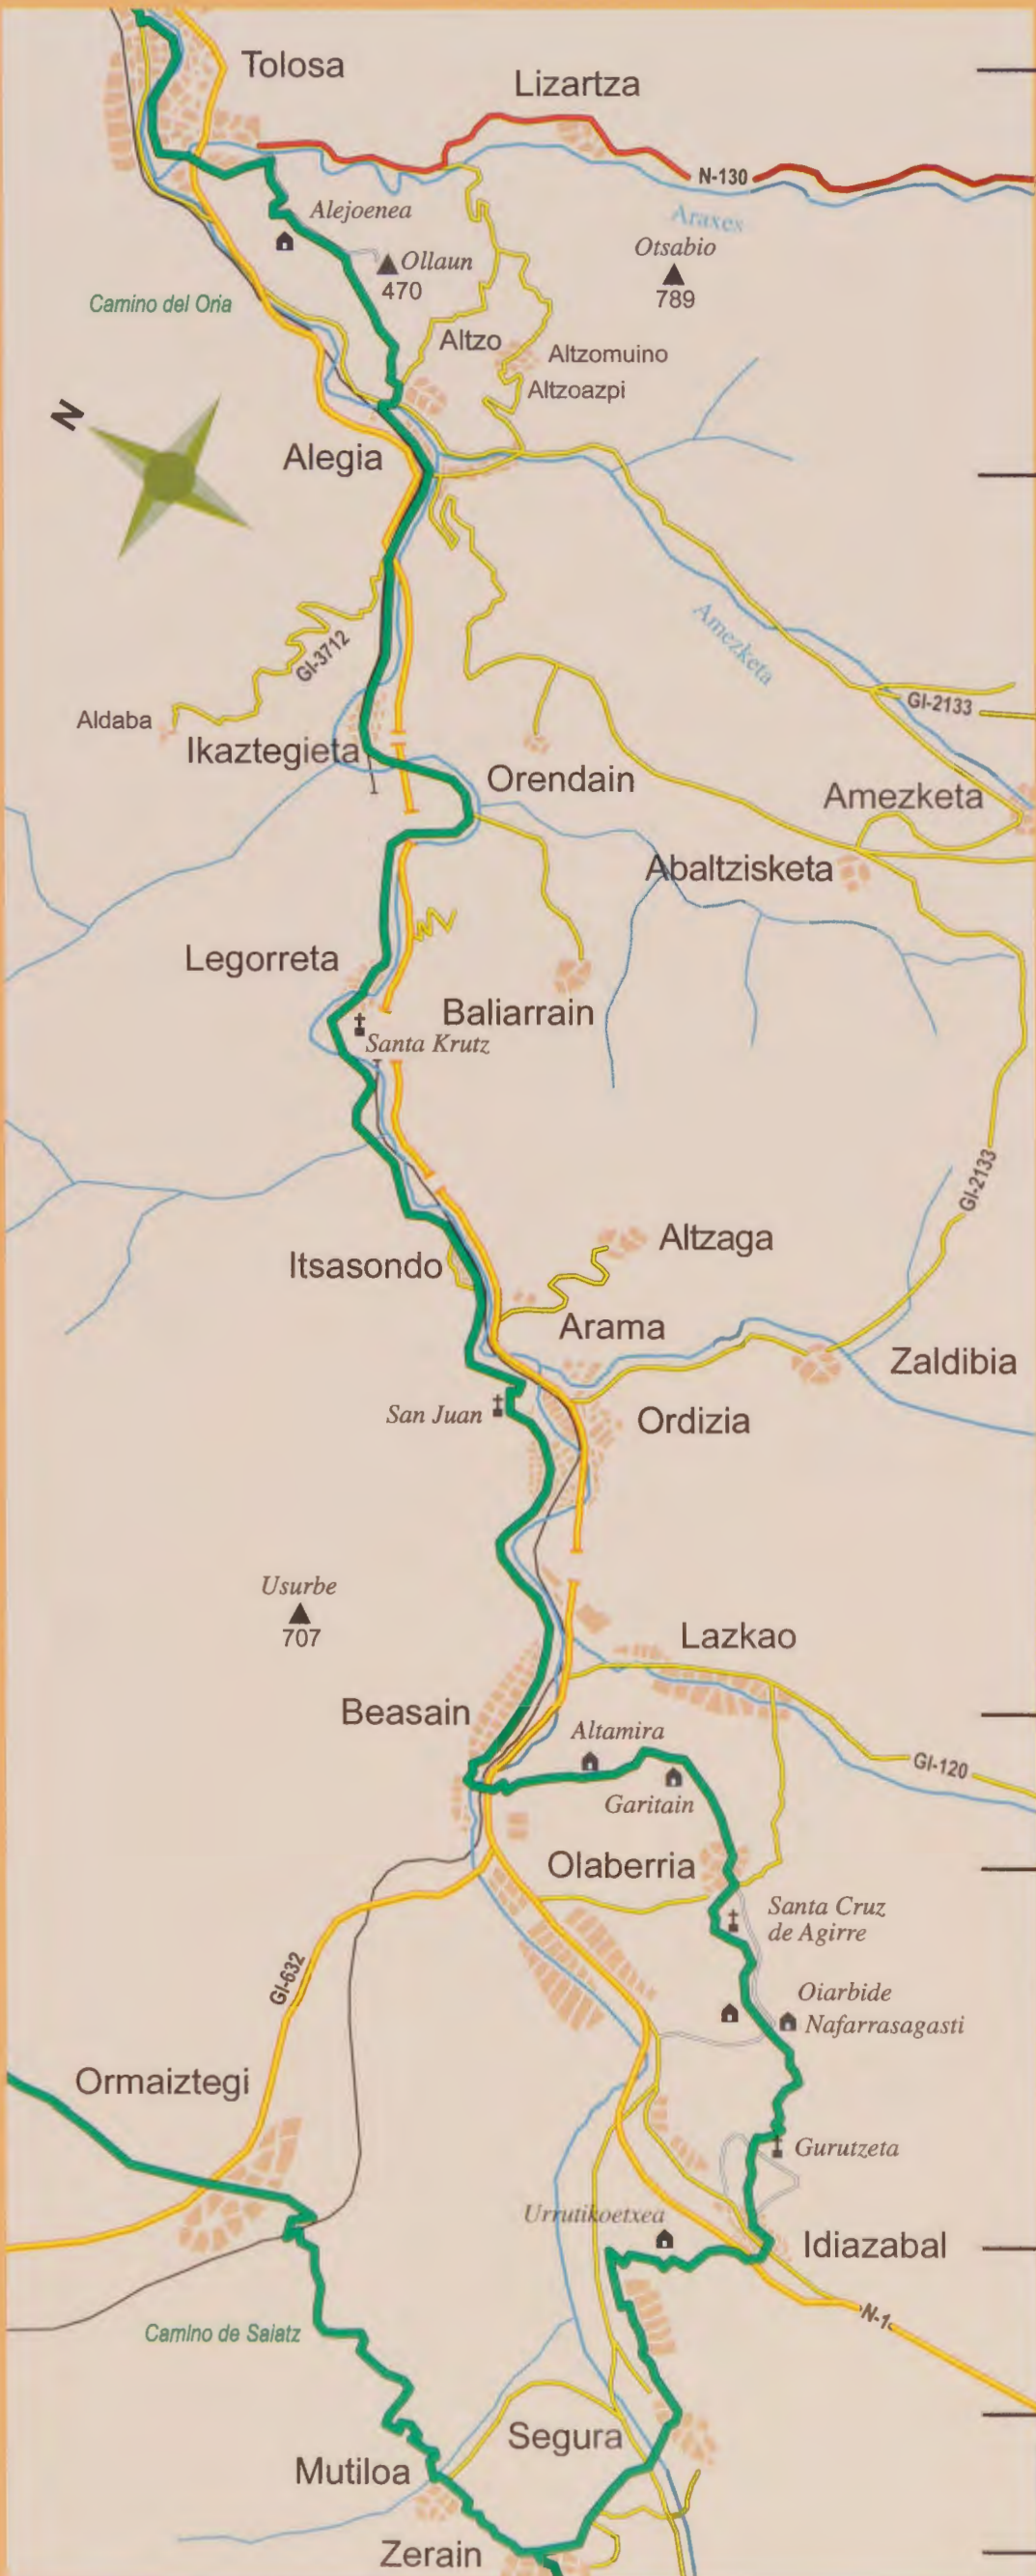 Tolosa
Lizartza
N-130
Araxes
Alejoenea
Ollaun
470
Otsabio
789
Camino del Oria
Altzo
Altzomuino
Altzoazpi
N
Alegia
Amezketa
GI-3712
GI-2133
Aldaba
Ikaztegieta
Orendain
Amezketa
Abaltzisketa
Legorreta
Baliarrain
Santa Krutz
GI-2133
Altzaga
Itsasondo
Arama
Zaldibia
San Juan
Ordizia
Usurbe
707
Lazkao
Beasain
Altamira
GI-120
Garitain
Olaberria
Santa Cruz
de Agirre
GI-632
Oiarbide
Nafarrasagasti
Ormaiztegi
Gurutzeta
Urrutikoetxea
Idiazabal
N-1
Camino de Saiatz
Segura
Mutiloa
Zerain